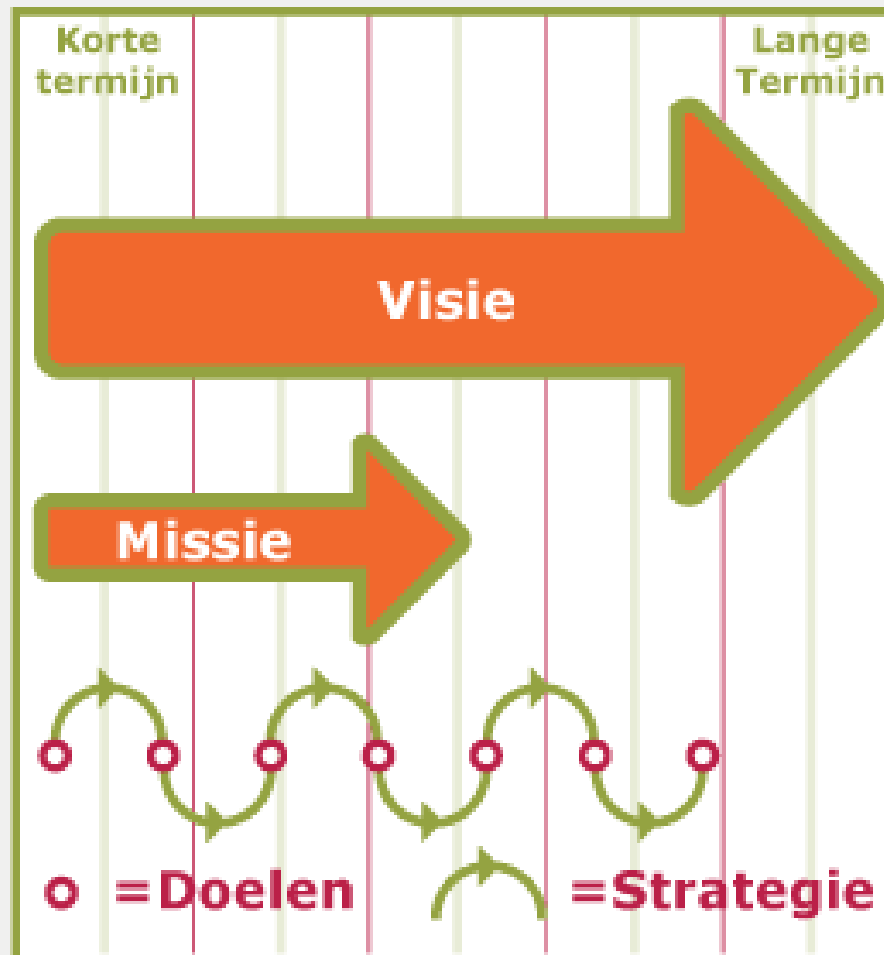 Korte
termijn
Lange
Termijn
Visie
Missie
=Doelen
=Strategie